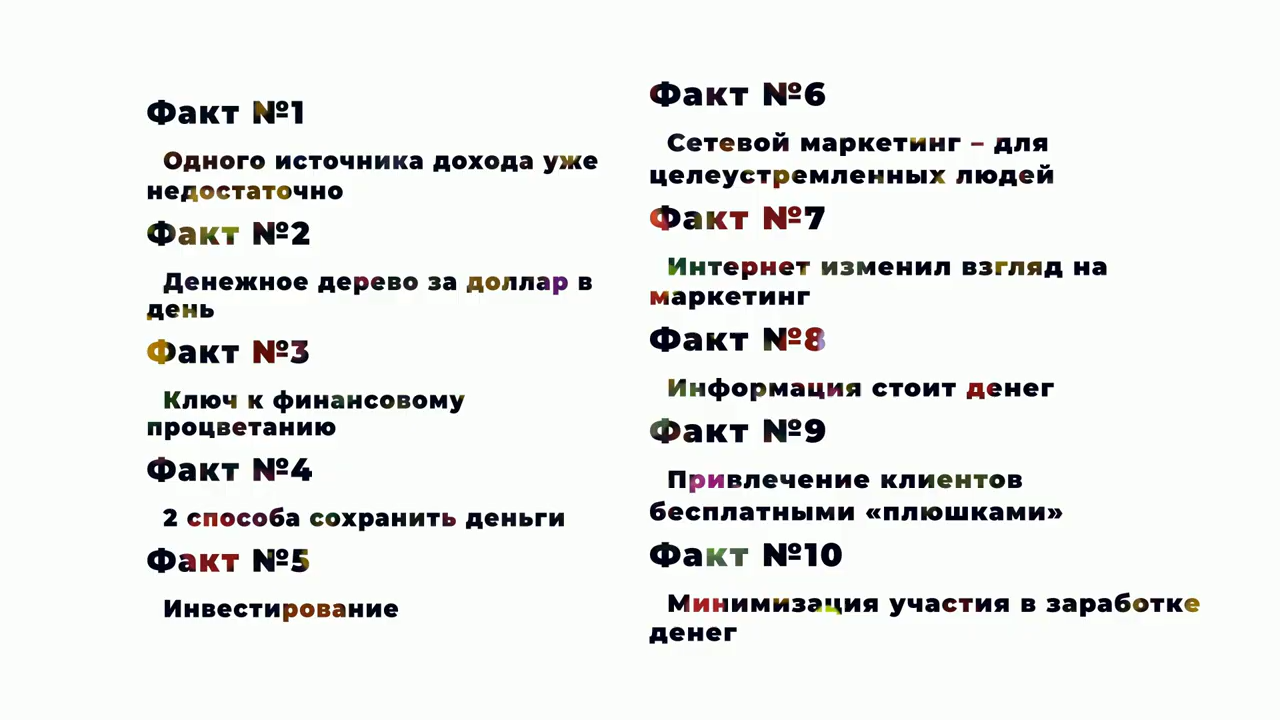 Факт №1
Одного источника дохода уже
недостаточно
Факт №2
Денежное дерево за доллар в
день
Факт №3
Ключ к финансовому
процветанию
Факт №4
2 способа сохранить деньги
Факт №5
Инвестирование
Факт №6
Сетевой маркетинг – для
целеустремленных людей
Факт №7
Интернет изменил взгляд на
маркетинг
Факт №8
Информация стоит денег
Факт №9
Привлечение клиентов
бесплатными «плюшками»
Факт №10
Минимизация участия в заработке
денег